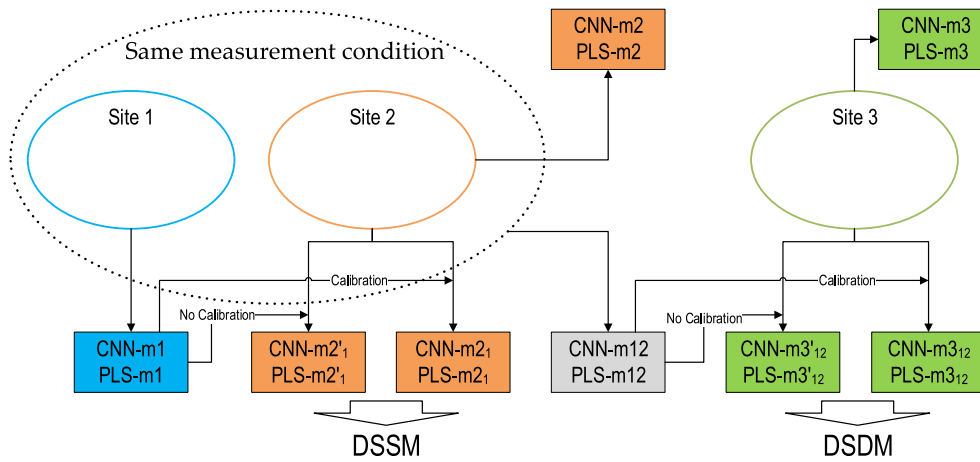 CNN-m2
PLS-m2
CNN-m3
PLS-m3
Same measurement condition
Site 1
Site 2
Site 3
Calibration
No Calibration
Calibration
No Calibration
CNN-m1
PLS-m1
CNN-m2'₁
PLS-m2'₁
CNN-m2₁
PLS-m2₁
CNN-m12
PLS-m12
CNN-m3'₁₂
PLS-m3'₁₂
CNN-m3₁₂
PLS-m3₁₂
DSSM
DSDM